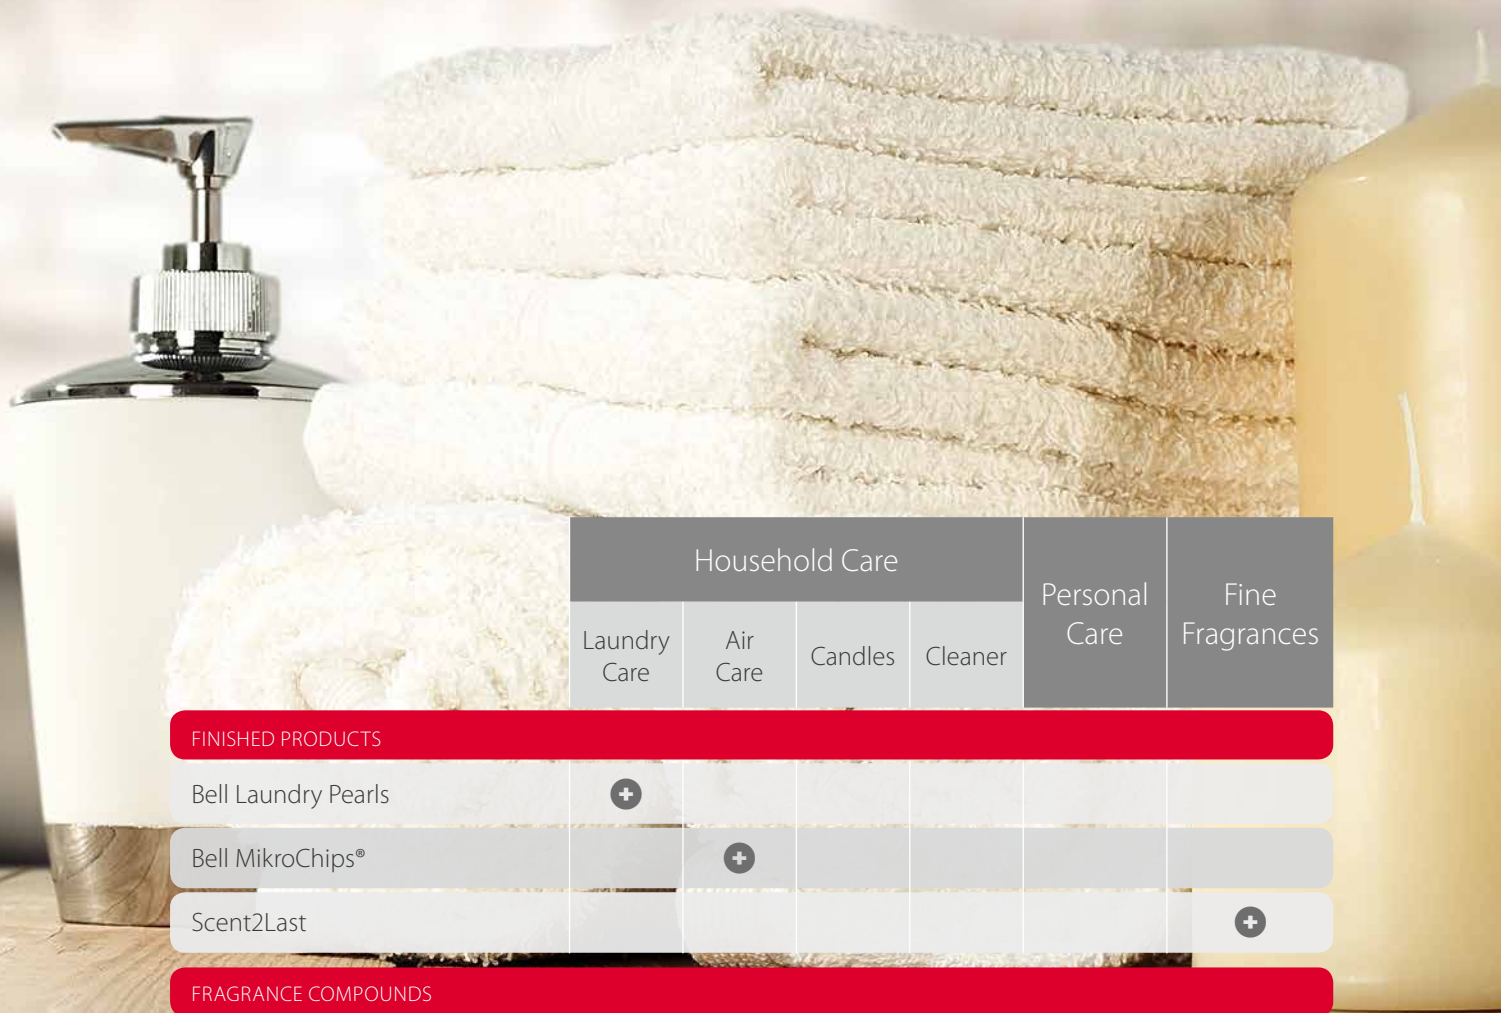 Household Care
Personal
Care
Fine
Fragrances
Laundry
Care
Air
Care
Candles
Cleaner
FINISHED PRODUCTS
Bell Laundry Pearls
Bell MikroChips®
Scent2Last
FRAGRANCE COMPOUNDS